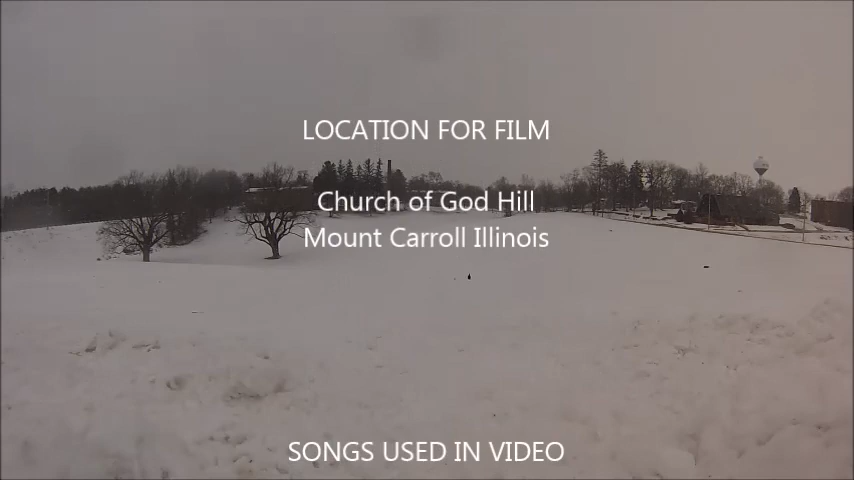 LOCATION FOR FILM
Church of God Hill
Mount Carroll Illinois
SONGS USED IN VIDEO